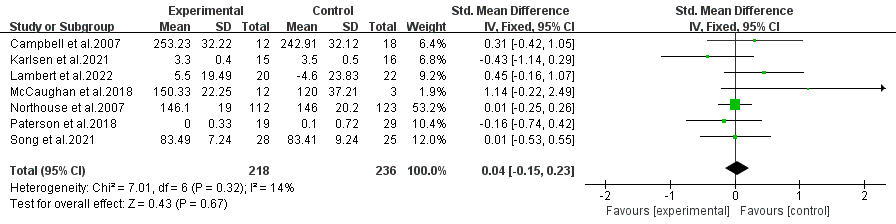 Experimental Control Std. Mean Difference Std. Mean Difference
Study or Subgroup Mean SD Total Mean SD Total Weight IV, Fixed, 95% CI IV, Fixed, 95% CI
Campbell et al.2007 253.23 32.22 12 242.91 32.12 18 6.4% 0.31 [-0.42, 1.05]
Karlsen et al.2021 3.3 0.4 15 3.5 0.5 16 6.6% -0.43 [-1.14, 0.29]
Lambert et al.2022 5.5 19.49 20 -4.6 23.83 22 9.2% 0.45 [-0.16, 1.07]
McCaughan et al.2018 150.33 22.25 12 120 37.21 3 1.9% 1.14 [-0.22, 2.49]
Northouse et al.2007 146.1 19 112 146 20.2 123 53.2% 0.01 [-0.25, 0.26]
Paterson et al.2018 0 0.33 19 0.1 0.72 29 10.4% -0.16 [-0.74, 0.42]
Song et al.2021 83.49 7.24 28 83.41 9.24 25 12.0% 0.01 [-0.53, 0.55]
Total (95% CI) 218 236 100.0% 0.04 [-0.15, 0.23]
Heterogeneity: Chi² = 7.01, df = 6 (P = 0.32); I² = 14%
Test for overall effect: Z = 0.43 (P = 0.67)
-2 -1 0 1 2
Favours [experimental] Favours [control]